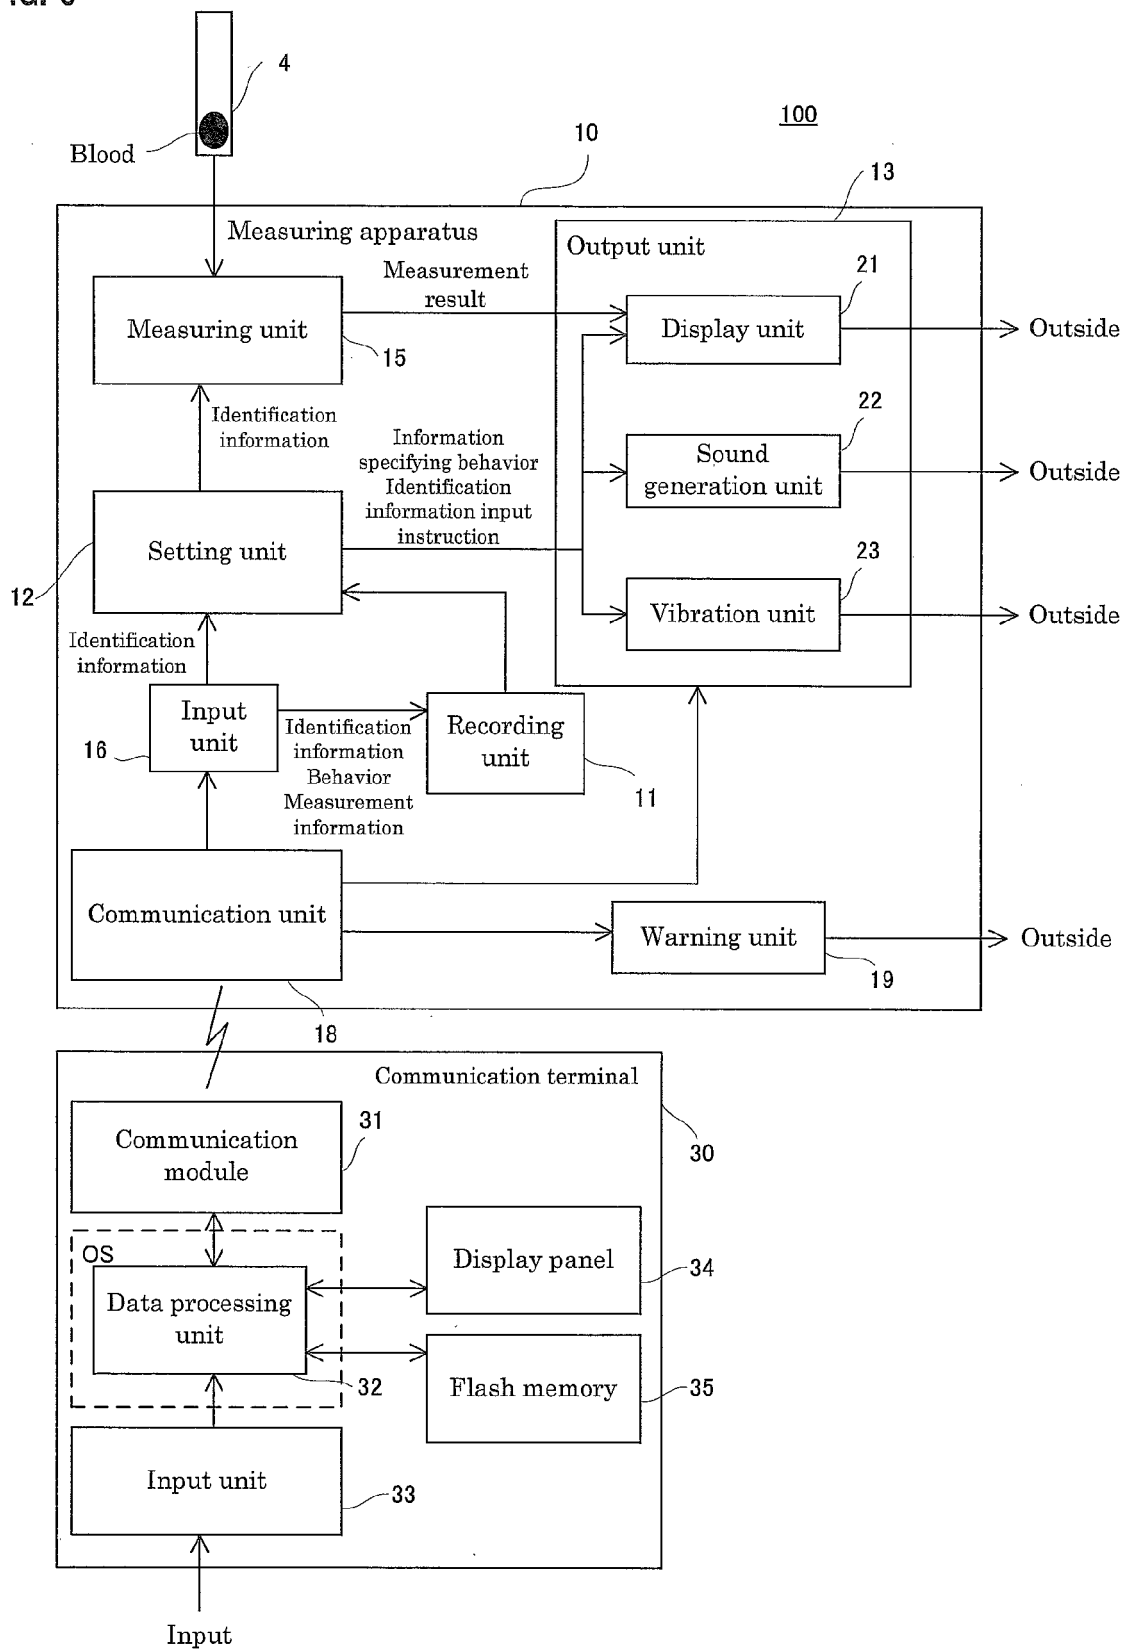 4
100
Blood
10
13
Measuring apparatus
Output unit
Measurement
result
21
Measuring unit
Display unit
Outside
15
22
Identification
information
Information
specifying behavior
Identification
information input
instruction
Sound
generation unit
Outside
Setting unit
23
12
Vibration unit
Outside
Identification
information
Input
unit
16
Identification
information
Behavior
Measurement
information
Recording
unit
11
Communication unit
Warning unit
Outside
19
18
Communication terminal
31
Communication
module
30
OS
Display panel
34
Data processing
unit
32
Flash memory
35
Input unit
33
Input